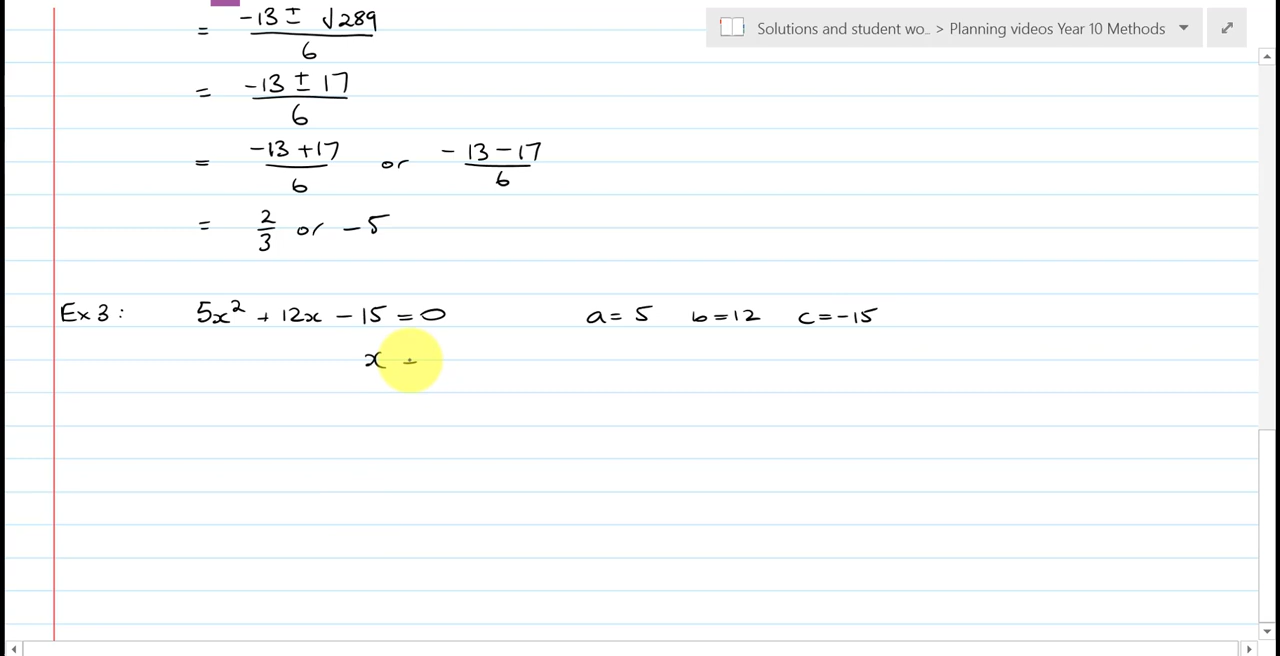 Solutions and student wo.. > Planning videos Year 10 Methods
= -13 ± √289 / 6
= -13 ± 17 / 6
= -13 + 17 / 6 or -13 - 17 / 6
= 2/3 or -5
Ex 3: 5x² + 12x - 15 = 0 a = 5 b = 12 c = -15
x -